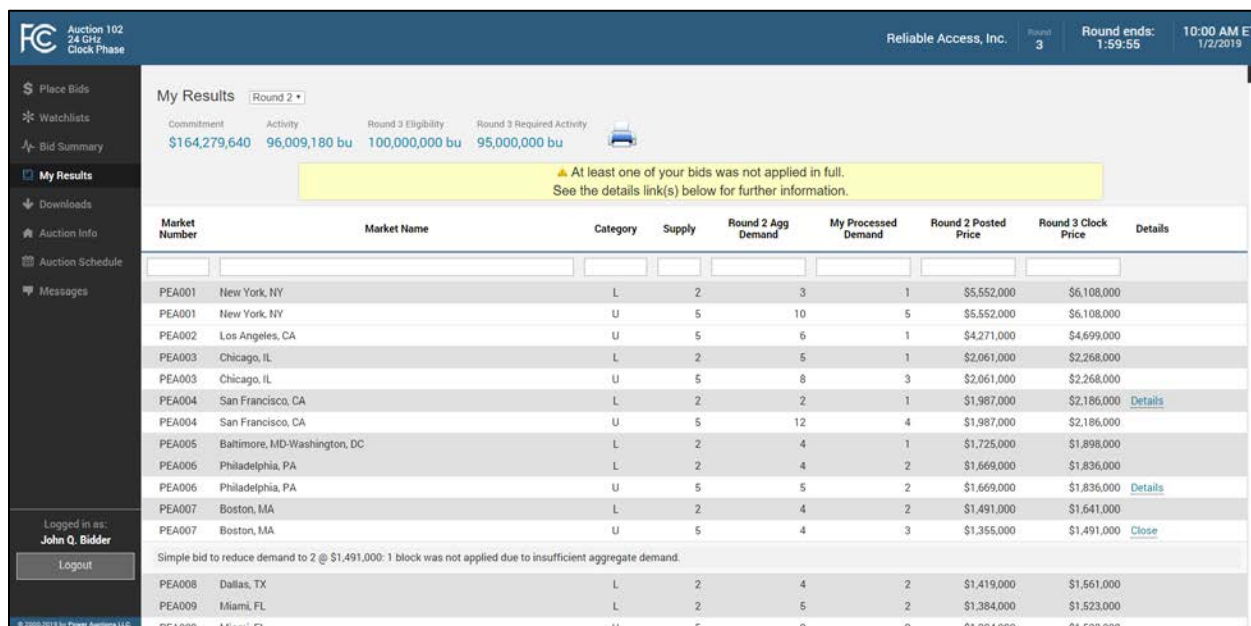 FCC Auction 102
24 GHz
Clock Phase
Reliable Access, Inc.
Round
3
Round ends:
1:59:55
10:00 AM E
1/2/2019
Place Bids
Watchlists
Bid Summary
My Results
Downloads
Auction Info
Auction Schedule
Messages
Logged in as:
John Q. Bidder
Logout
My Results Round 2
Commitment Activity Round 3 Eligibility Round 3 Required Activity
$164,279,640 96,009,180 bu 100,000,000 bu 95,000,000 bu
At least one of your bids was not applied in full.
See the details link(s) below for further information.
Market Number Market Name Category Supply Round 2 Agg Demand My Processed Demand Round 2 Posted Price Round 3 Clock Price Details
PEA001 New York, NY L 2 3 1 $5,552,000 $6,108,000
PEA001 New York, NY U 5 10 5 $5,552,000 $6,108,000
PEA002 Los Angeles, CA U 5 6 1 $4,271,000 $4,699,000
PEA003 Chicago, IL L 2 5 1 $2,061,000 $2,268,000
PEA003 Chicago, IL U 5 8 3 $2,061,000 $2,268,000
PEA004 San Francisco, CA L 2 2 1 $1,987,000 $2,186,000 Details
PEA004 San Francisco, CA U 5 12 4 $1,987,000 $2,186,000
PEA005 Baltimore, MD-Washington, DC L 2 4 1 $1,725,000 $1,898,000
PEA006 Philadelphia, PA L 2 4 2 $1,669,000 $1,836,000
PEA006 Philadelphia, PA U 5 5 2 $1,669,000 $1,836,000 Details
PEA007 Boston, MA L 2 4 2 $1,491,000 $1,641,000
PEA007 Boston, MA U 5 4 3 $1,355,000 $1,491,000 Close
Simple bid to reduce demand to 2 @ $1,491,000: 1 block was not applied due to insufficient aggregate demand.
PEA008 Dallas, TX L 2 4 2 $1,419,000 $1,561,000
PEA009 Miami, FL L 2 5 2 $1,384,000 $1,523,000